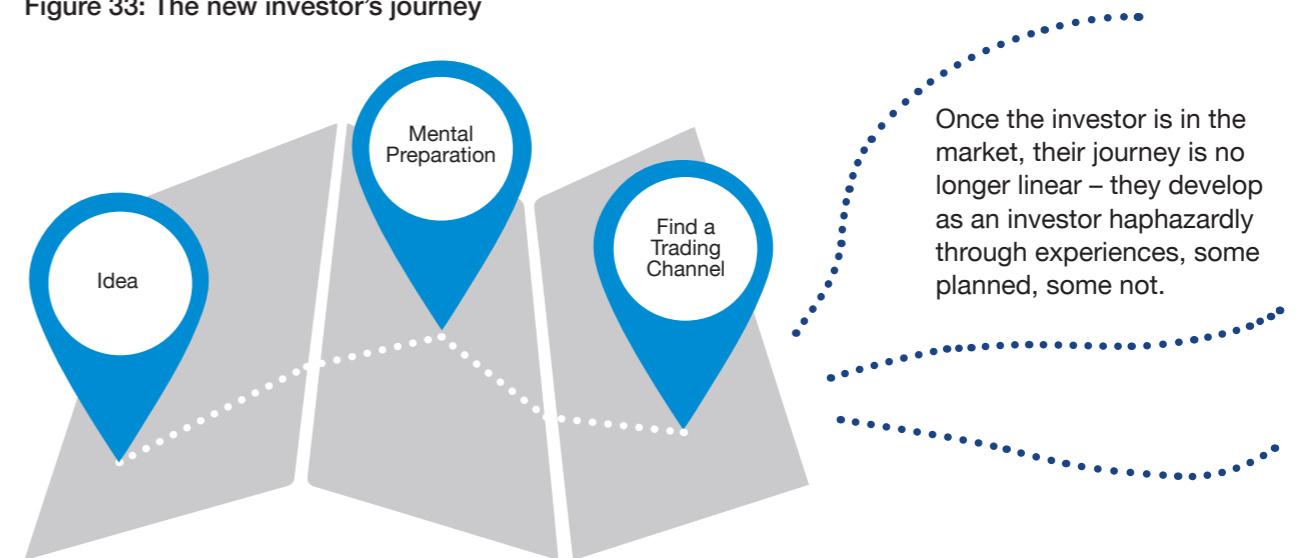 Figure 33: The new investor's journey
Idea
Mental
Preparation
Find a
Trading
Channel
Once the investor is in the
market, their journey is no
longer linear – they develop
as an investor haphazardly
through experiences, some
planned, some not.